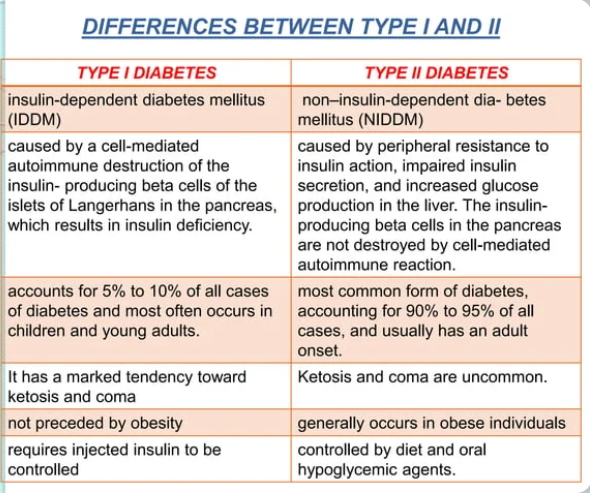 DIFFERENCES BETWEEN TYPE I AND II
TYPE I DIABETES
TYPE II DIABETES
insulin-dependent diabetes mellitus
(IDDM)
non–insulin-dependent dia- betes
mellitus (NIDDM)
caused by a cell-mediated
autoimmune destruction of the
insulin- producing beta cells of the
islets of Langerhans in the pancreas,
which results in insulin deficiency.
caused by peripheral resistance to
insulin action, impaired insulin
secretion, and increased glucose
production in the liver. The insulin-
producing beta cells in the pancreas
are not destroyed by cell-mediated
autoimmune reaction.
accounts for 5% to 10% of all cases
of diabetes and most often occurs in
children and young adults.
most common form of diabetes,
accounting for 90% to 95% of all
cases, and usually has an adult
onset.
It has a marked tendency toward
ketosis and coma
Ketosis and coma are uncommon.
not preceded by obesity
generally occurs in obese individuals
requires injected insulin to be
controlled
controlled by diet and oral
hypoglycemic agents.